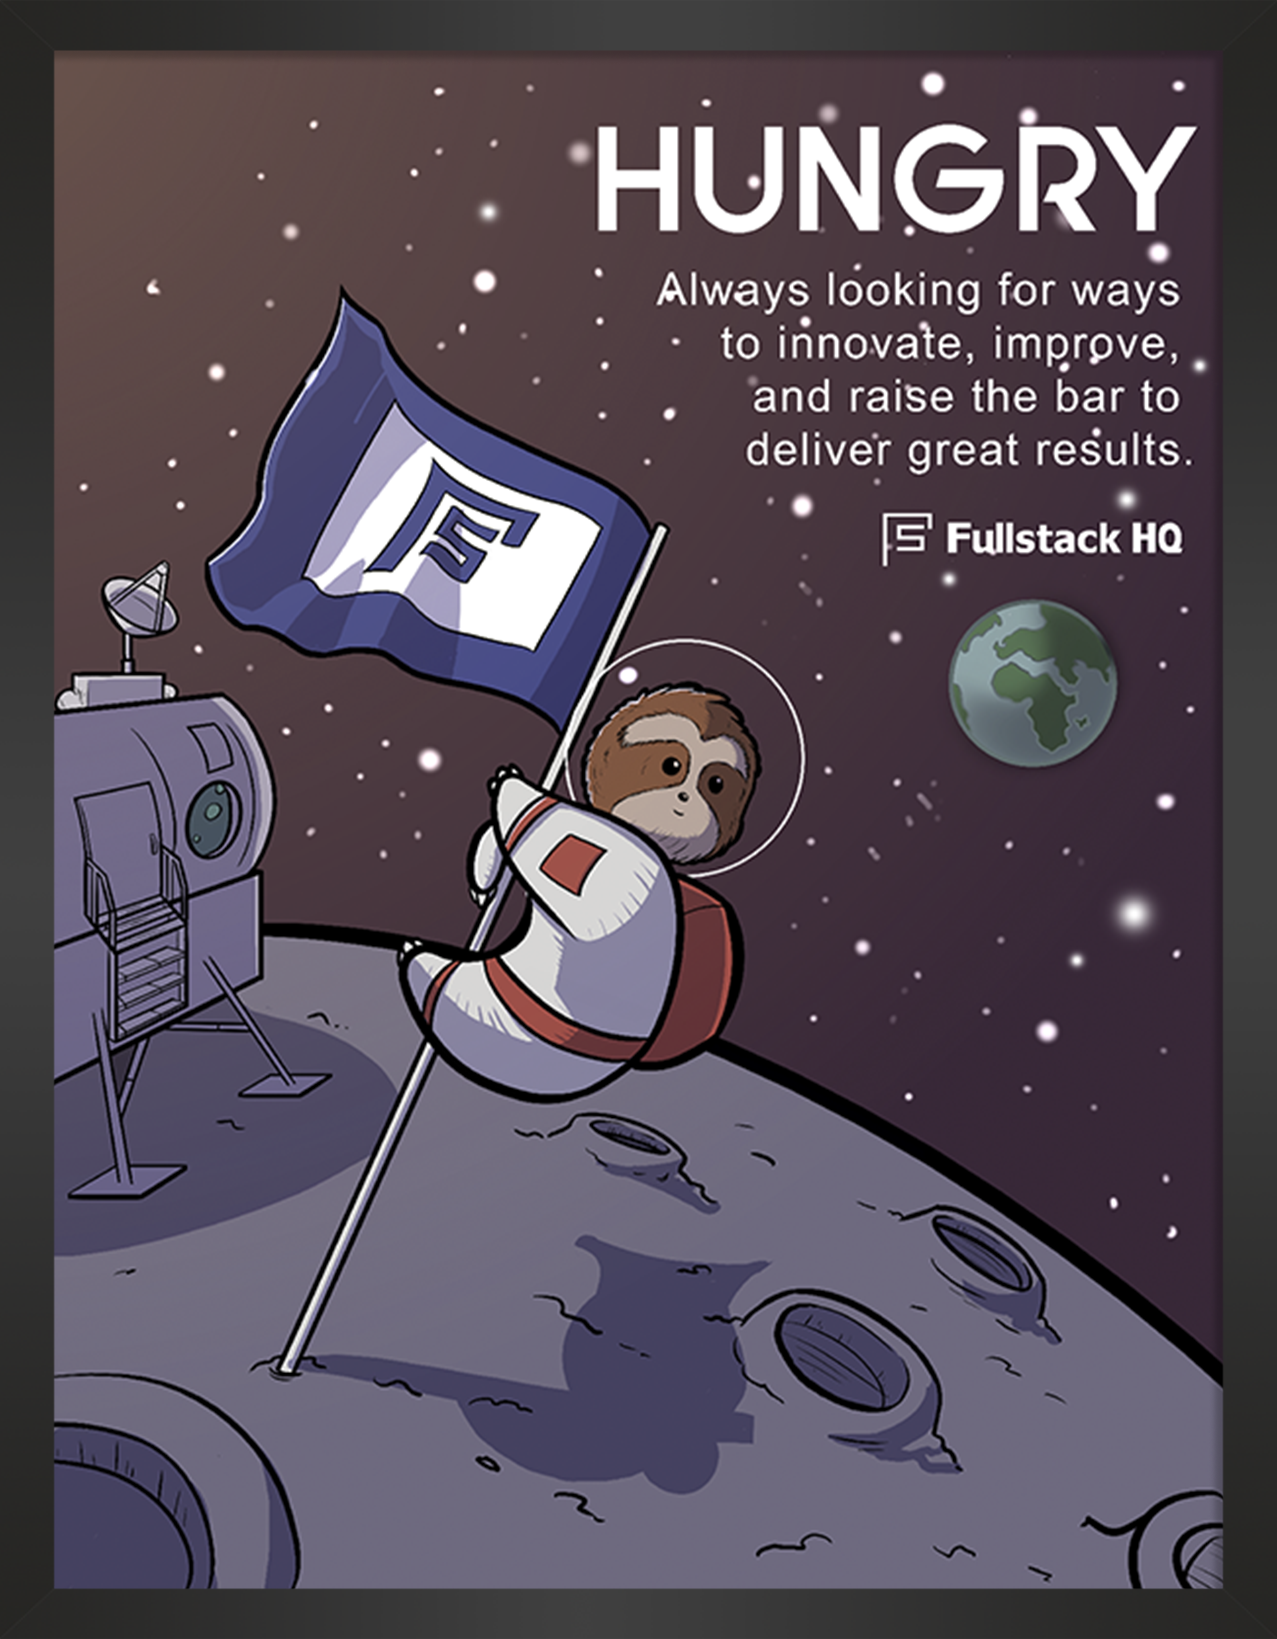 HUNGRY
Always looking for ways
to innovate, improve,
and raise the bar to
deliver great results.
Fullstack HQ